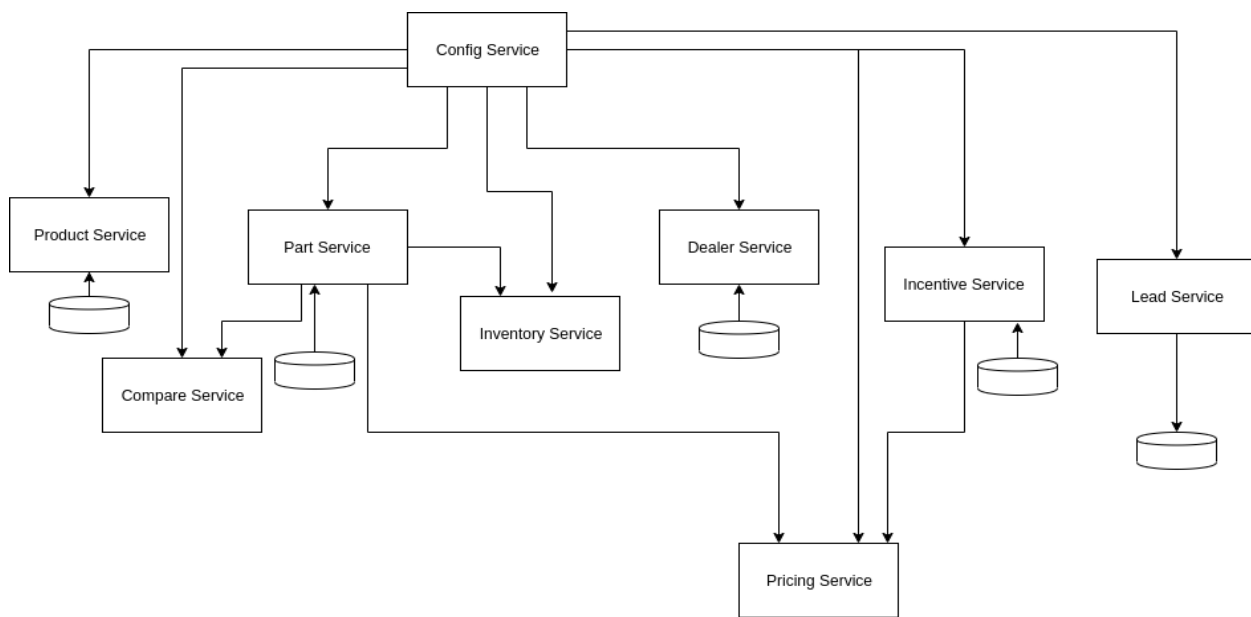 Config Service
Product Service
Part Service
Dealer Service
Incentive Service
Lead Service
Inventory Service
Compare Service
Pricing Service